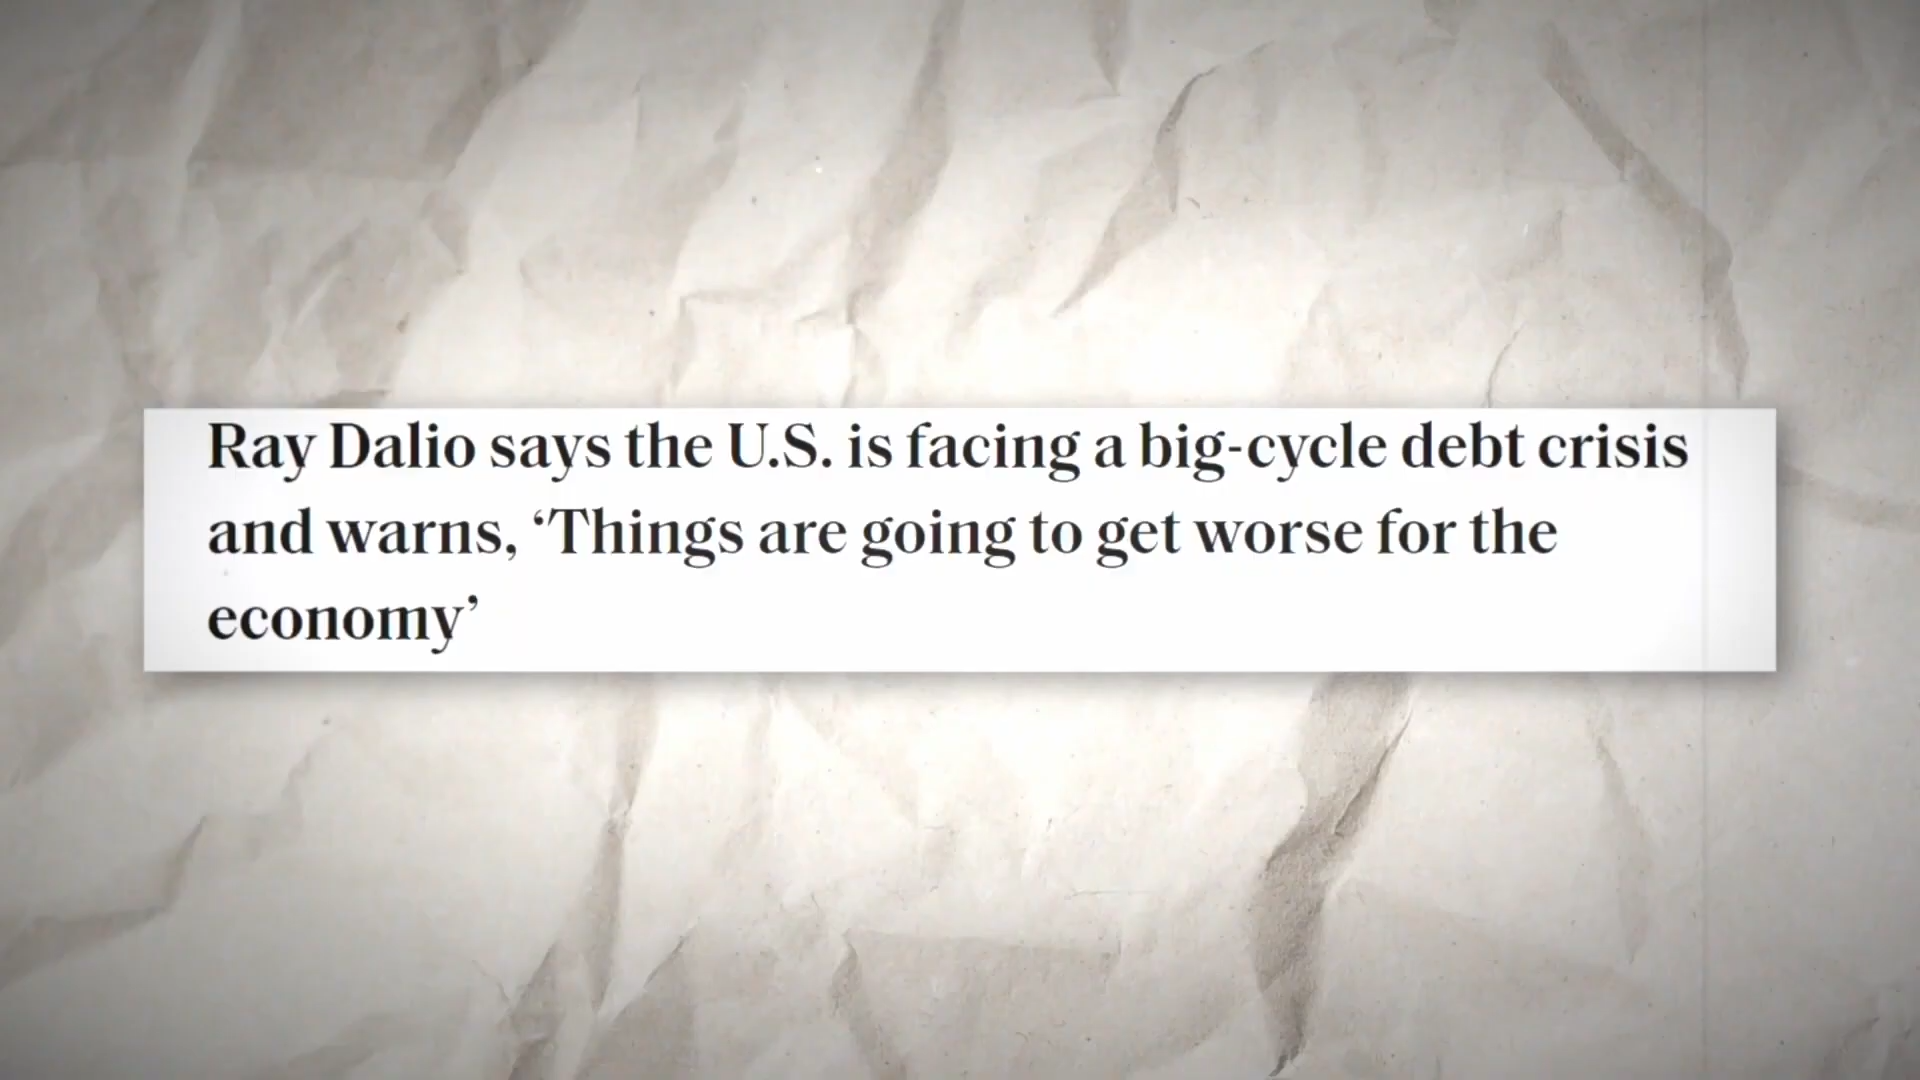 Ray Dalio says the U.S. is facing a big-cycle debt crisis
and warns, ‘Things are going to get worse for the
economy’